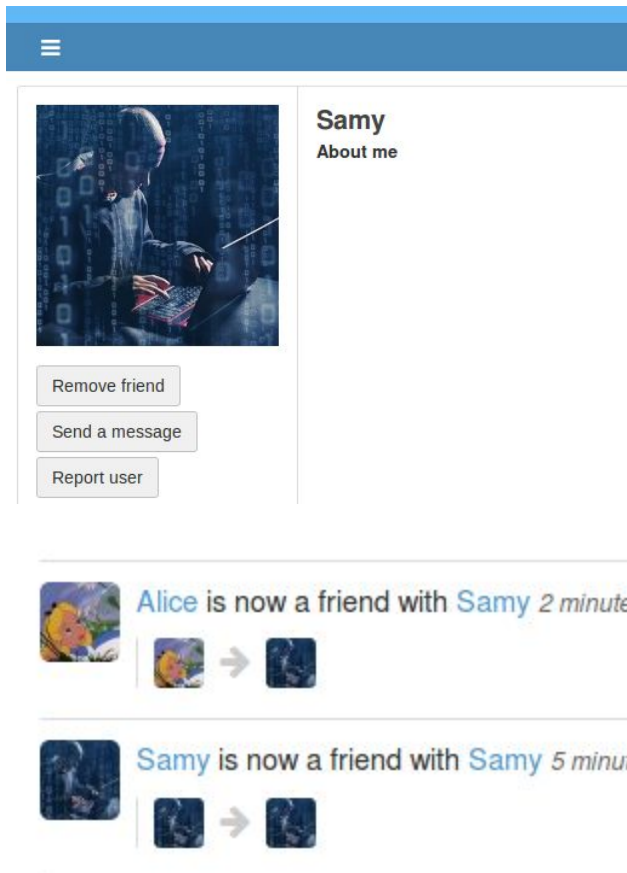 Samy
About me
Remove friend
Send a message
Report user
Alice is now a friend with Samy 2 minute
Samy is now a friend with Samy 5 minu